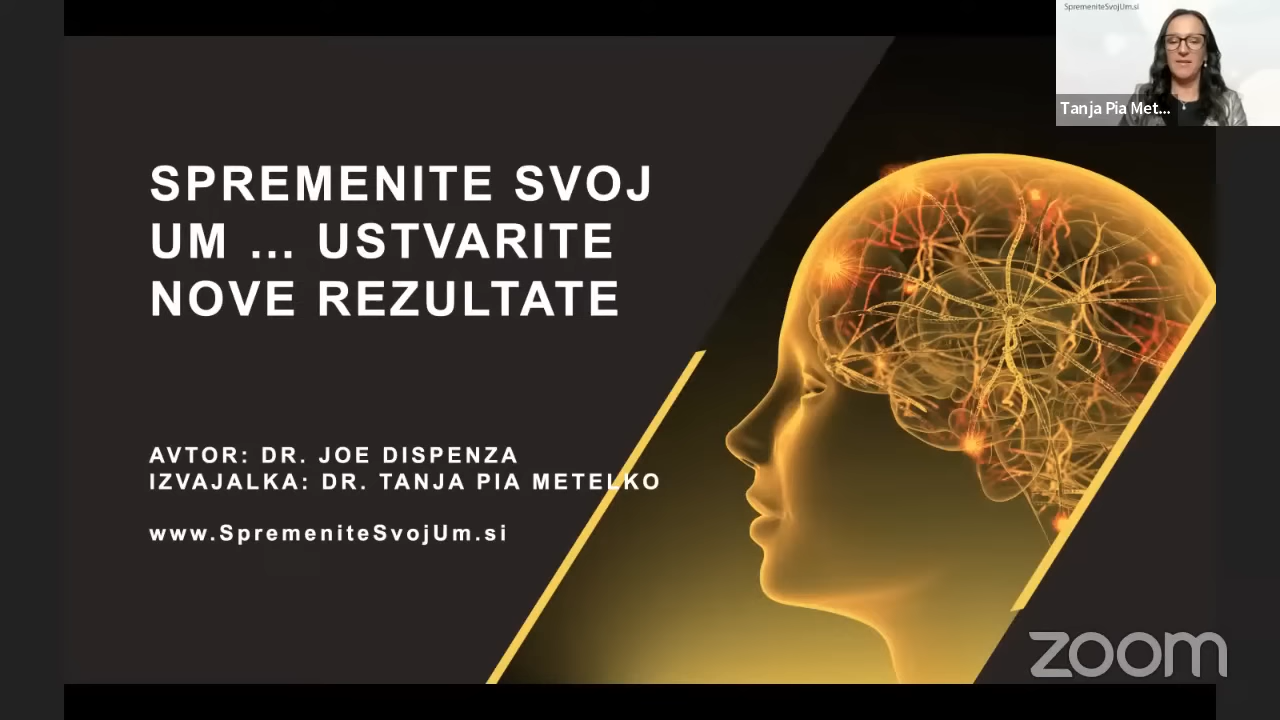 SpremeniteSvojUm.si
Tanja Pia Met...
SPREMENITE SVOJ
UM ... USTVARITE
NOVE REZULTATE
AVTOR: DR. JOE DISPENZA
IZVAJALKA: DR. TANJA PIA METELKO
www.SpremeniteSvojUm.si
zoom